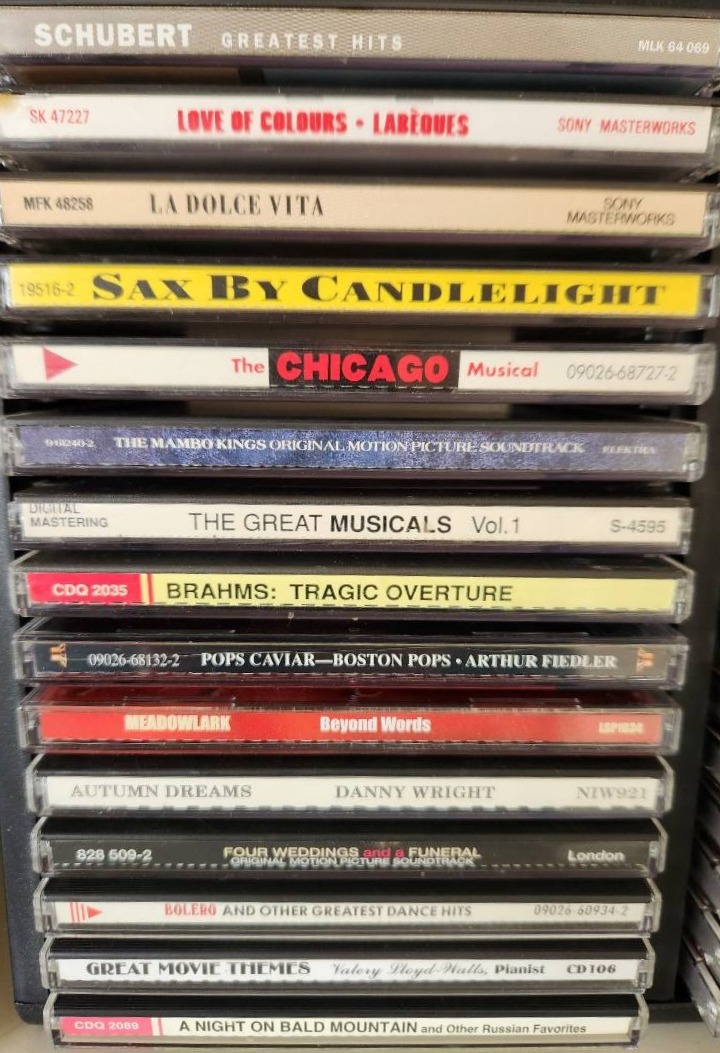 SCHUBERT GREATEST HITS MLK 64 069
SK 47227 LOVE OF COLOURS • LABÈQUES SONY MASTERWORKS
MFK 48258 LA DOLCE VITA SONY
MASTERWORKS
19516-2 SAX BY CANDLELIGHT
The CHICAGO Musical 09026-68727-2
THE MAMBO KINGS ORIGINAL MOTION PICTURE SOUNDTRACK ELEKTRA
DIGITAL
MASTERING THE GREAT MUSICALS Vol.1 S-4595
CDQ 2035 BRAHMS: TRAGIC OVERTURE
09026-68132-2 POPS CAVIAR—BOSTON POPS • ARTHUR FIEDLER
MEADOWLARK Beyond Words
AUTUMN DREAMS DANNY WRIGHT NIW921
828 509-2 FOUR WEDDINGS and a FUNERAL London
ORIGINAL MOTION PICTURE SOUNDTRACK
BOLERO AND OTHER GREATEST DANCE HITS 09026-60934-2
GREAT MOVIE THEMES Valery Lloyd-Watts, Pianist CD106
CDQ 2089 A NIGHT ON BALD MOUNTAIN and Other Russian Favorites